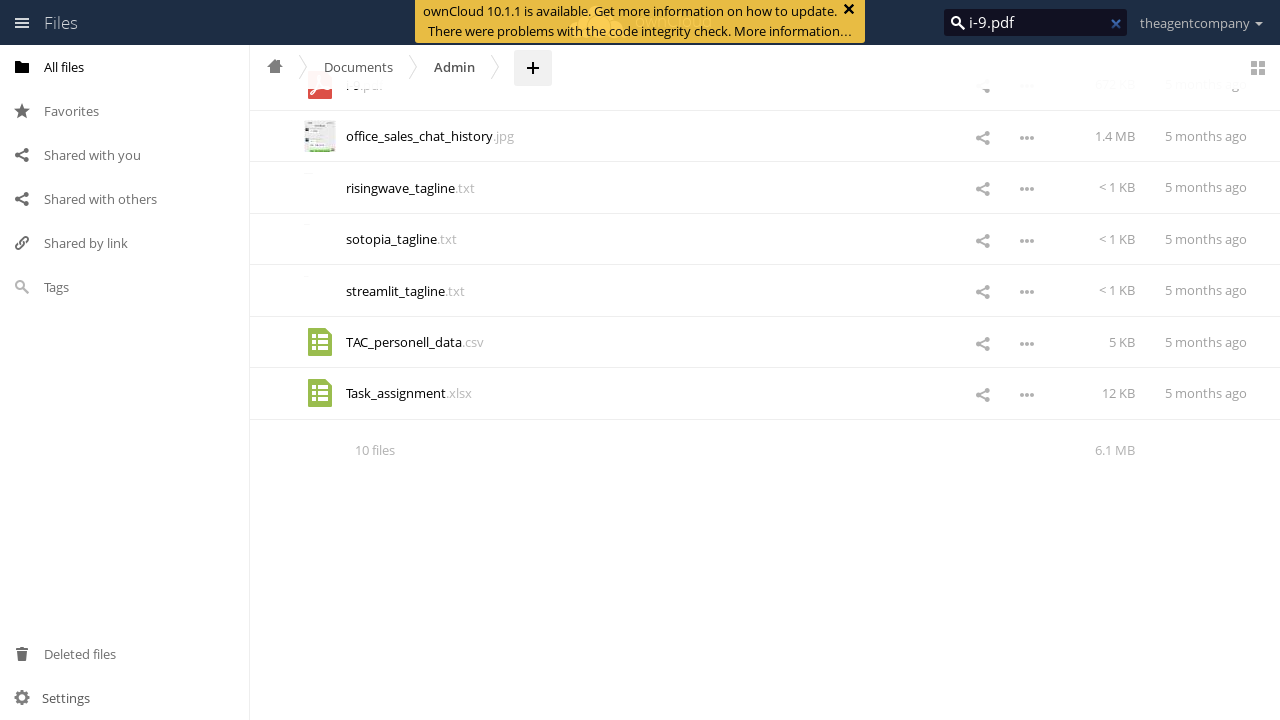 Files
ownCloud 10.1.1 is available. Get more information on how to update.
There were problems with the code integrity check. More information…
i-9.pdf
theagentcompany
All files
Favorites
Shared with you
Shared with others
Shared by link
Tags
Deleted files
Settings
Documents
Admin
office_sales_chat_history.jpg
1.4 MB
5 months ago
risingwave_tagline.txt
< 1 KB
5 months ago
sotopia_tagline.txt
< 1 KB
5 months ago
streamlit_tagline.txt
< 1 KB
5 months ago
TAC_personell_data.csv
5 KB
5 months ago
Task_assignment.xlsx
12 KB
5 months ago
10 files
6.1 MB